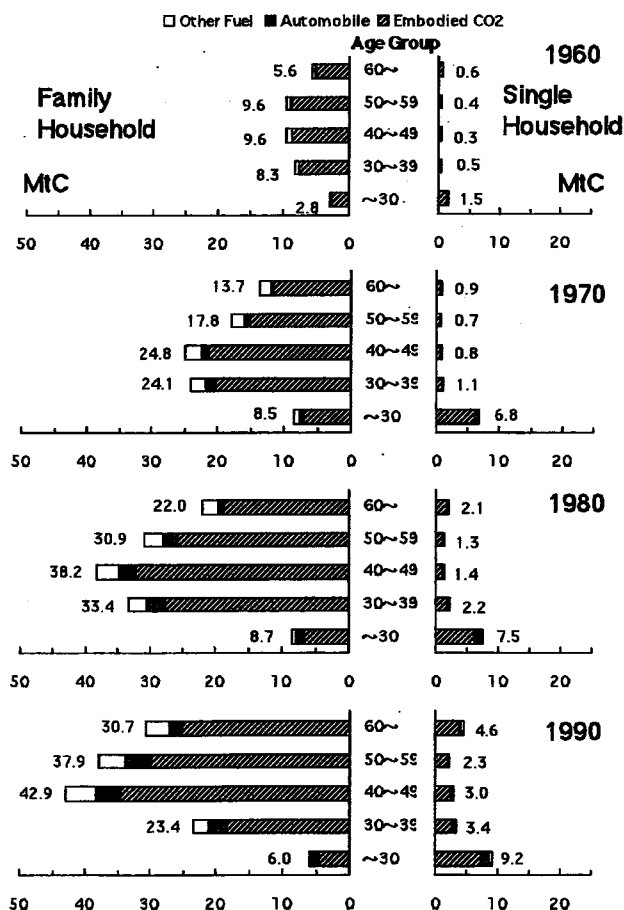 Other Fuel Automobile Embodied CO2
Age Group
1960
Family Household
Single Household
MtC
MtC
5.6 60~ 0.6
9.6 50~59 0.4
9.6 40~49 0.3
8.3 30~39 0.5
2.8 ~30 1.5
50 40 30 20 10 0 0 10 20
1970
13.7 60~ 0.9
17.8 50~59 0.7
24.8 40~49 0.8
24.1 30~39 1.1
8.5 ~30 6.8
50 40 30 20 10 0 0 10 20
1980
22.0 60~ 2.1
30.9 50~59 1.3
38.2 40~49 1.4
33.4 30~39 2.2
8.7 ~30 7.5
50 40 30 20 10 0 0 10 20
1990
30.7 60~ 4.6
37.9 50~59 2.3
42.9 40~49 3.0
23.4 30~39 3.4
6.0 ~30 9.2
50 40 30 20 10 0 0 10 20